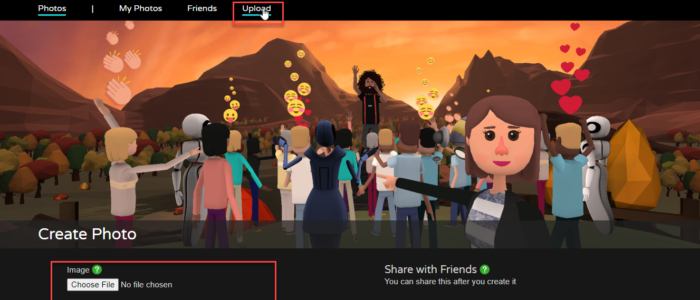 Photos | My Photos Friends Upload
Create Photo
Image ?
Choose File No file chosen
Share with Friends ?
You can share this after you create it